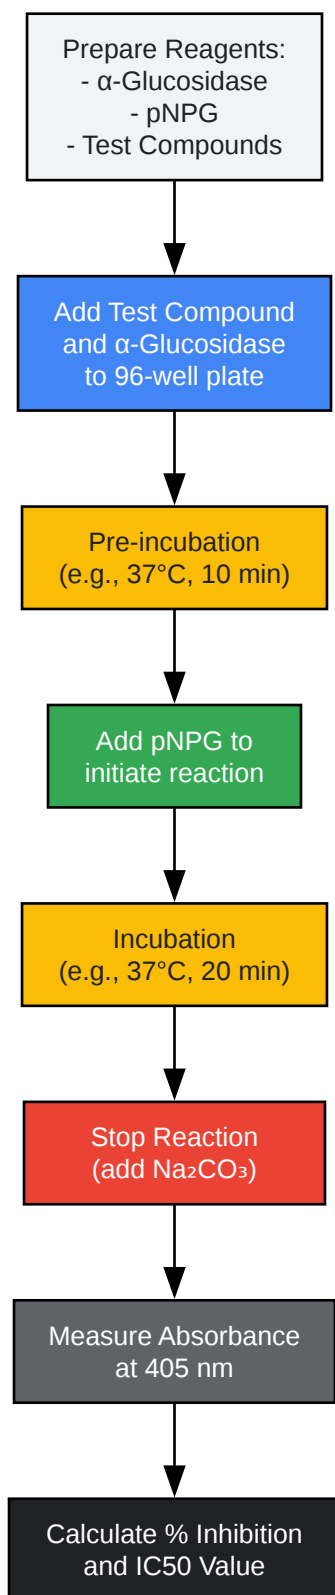 Prepare Reagents:
- α-Glucosidase
- pNPG
- Test Compounds
Add Test Compound
and α-Glucosidase
to 96-well plate
Pre-incubation
(e.g., 37°C, 10 min)
Add pNPG to
initiate reaction
Incubation
(e.g., 37°C, 20 min)
Stop Reaction
(add Na₂CO₃)
Measure Absorbance
at 405 nm
Calculate % Inhibition
and IC50 Value